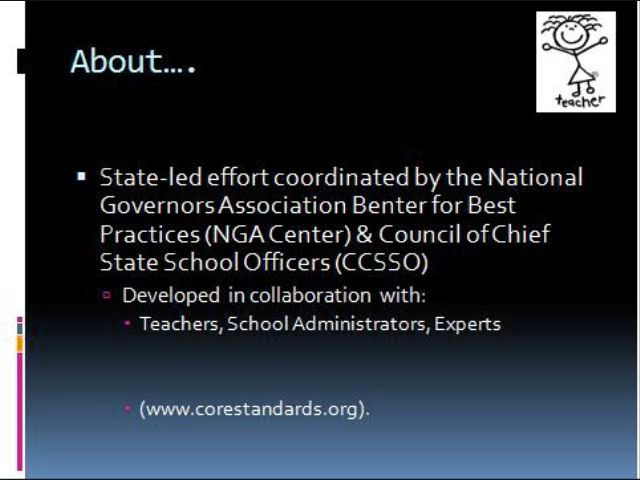 About….
teacher
State-led effort coordinated by the National
Governors Association Benter for Best
Practices (NGA Center) & Council of Chief
State School Officers (CCSSO)
Developed in collaboration with:
Teachers, School Administrators, Experts
(www.corestandards.org).